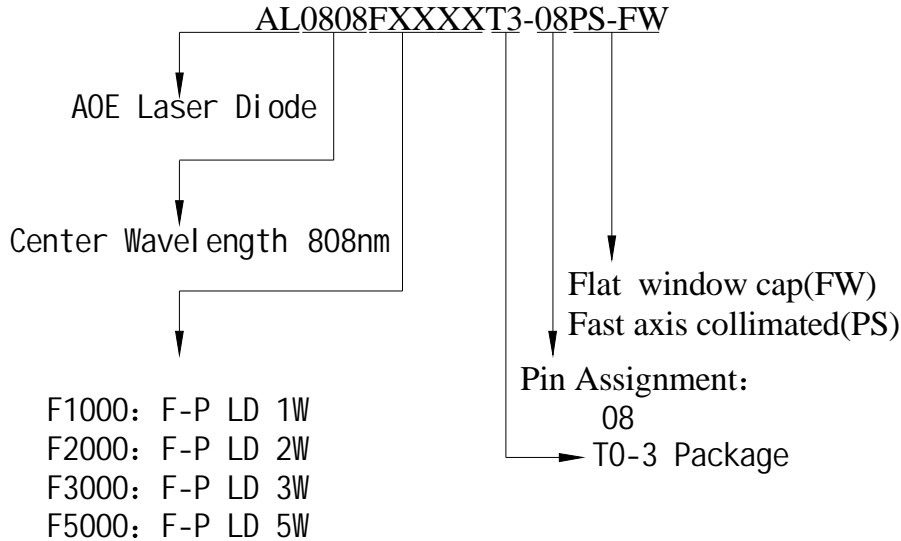 AL0808FXXXXT3-08PS-FW
AOE Laser Diode
Center Wavelength 808nm
Flat window cap(FW)
Fast axis collimated(PS)
Pin Assignment：
08
TO-3 Package
F1000：F-P LD 1W
F2000：F-P LD 2W
F3000：F-P LD 3W
F5000：F-P LD 5W